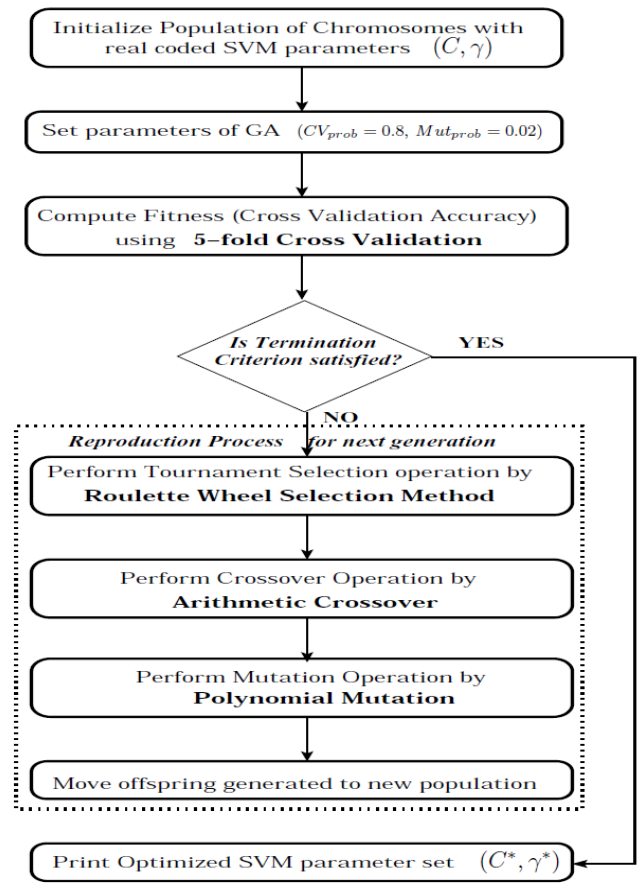 Initialize Population of Chromosomes with
real coded SVM parameters (C, γ)
Set parameters of GA (CV_prob = 0.8, Mut_prob = 0.02)
Compute Fitness (Cross Validation Accuracy)
using 5-fold Cross Validation
Is Termination
Criterion satisfied?
YES
NO
Reproduction Process for next generation
Perform Tournament Selection operation by
Roulette Wheel Selection Method
Perform Crossover Operation by
Arithmetic Crossover
Perform Mutation Operation by
Polynomial Mutation
Move offspring generated to new population
Print Optimized SVM parameter set (C*, γ*)